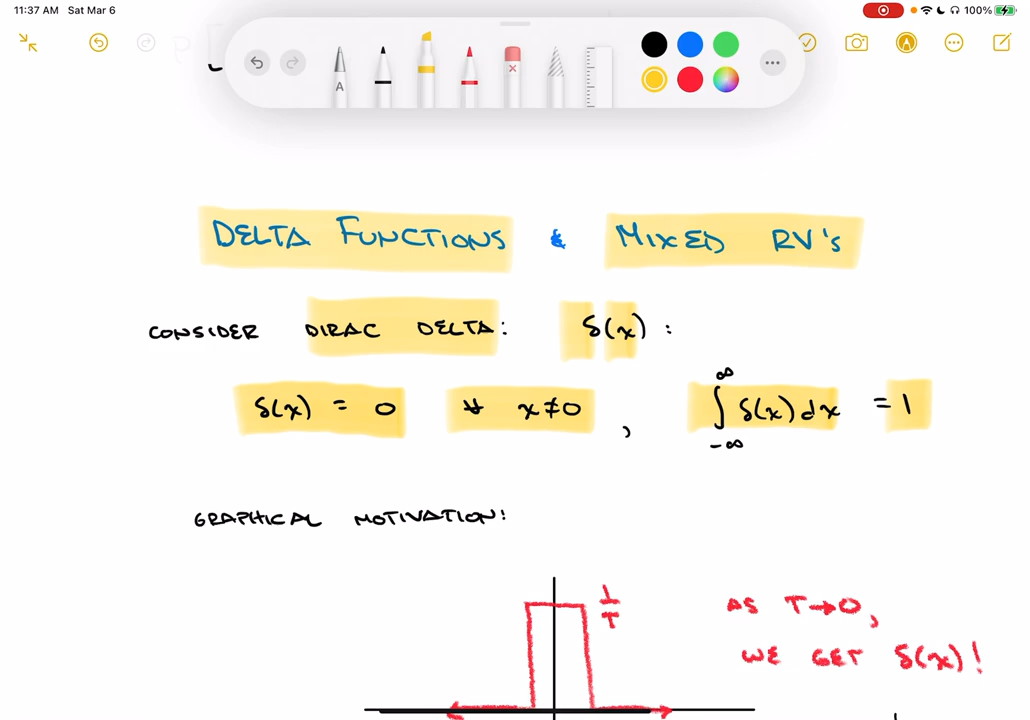 11:37 AM Sat Mar 6
100%
A
DELTA FUNCTIONS & MIXED RV'S
CONSIDER DIRAC DELTA: δ(x) :
δ(x) = 0 ∀ x≠0 , ∫_{-∞}^{∞} δ(x)dx = 1
GRAPHICAL MOTIVATION:
1/T
AS T→0,
WE GET δ(x)!